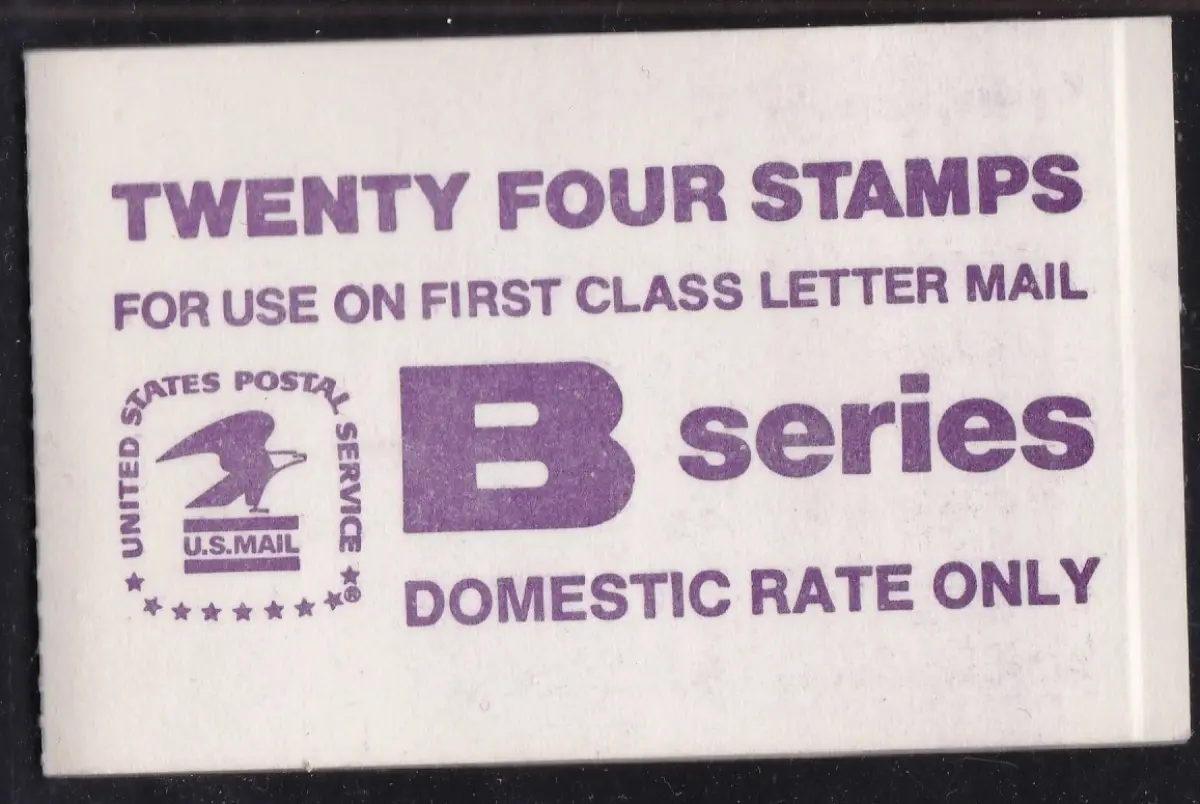 TWENTY FOUR STAMPS
FOR USE ON FIRST CLASS LETTER MAIL
UNITED STATES POSTAL SERVICE ®
U.S.MAIL
B series
DOMESTIC RATE ONLY